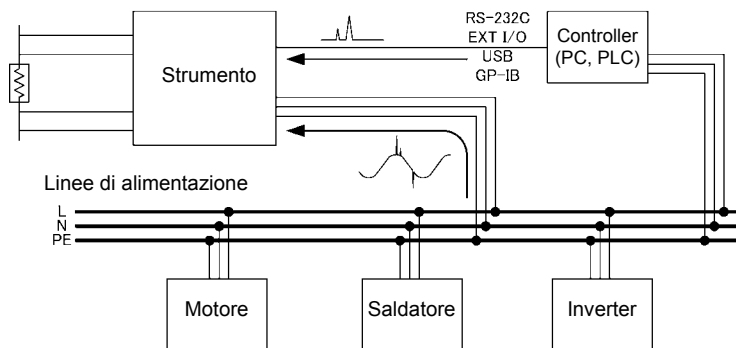 RS-232C
EXT I/O
USB
GP-IB
Controller
(PC, PLC)
Strumento
Linee di alimentazione
L
N
PE
Motore
Saldatore
Inverter